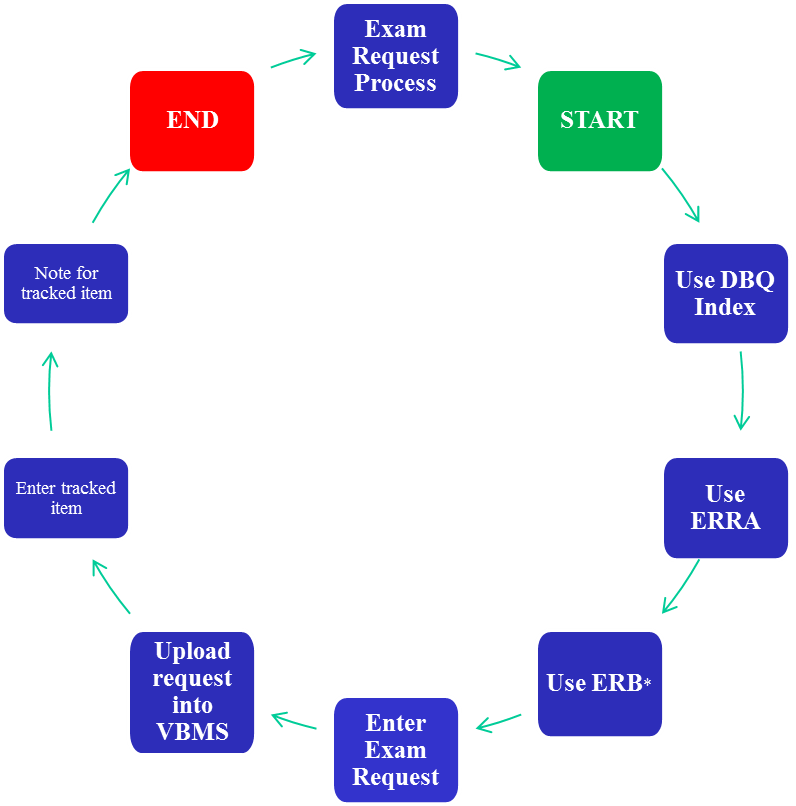 Exam
Request
Process
START
Use DBQ
Index
Use
ERRA
Use ERB*
Enter
Exam
Request
Upload
request
into
VBMS
Enter tracked
item
Note for
tracked item
END